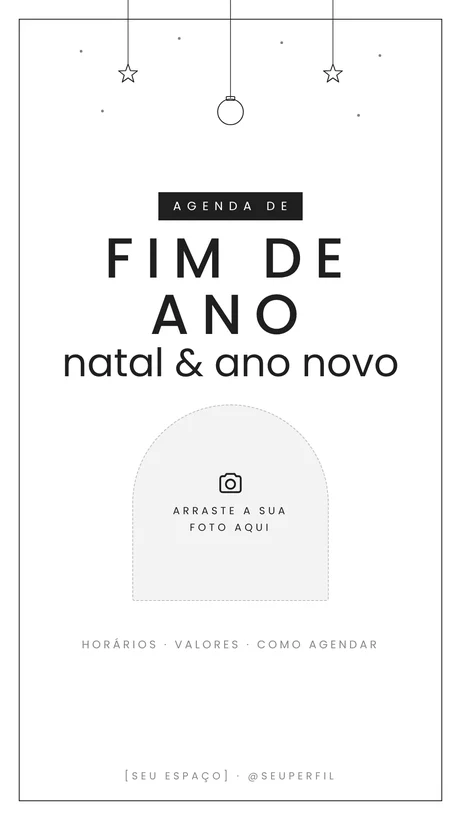 AGENDA DE
FIM DE
ANO
natal & ano novo
ARRASTE A SUA
FOTO AQUI
HORÁRIOS · VALORES · COMO AGENDAR
[SEU ESPAÇO] · @SEUPERFIL